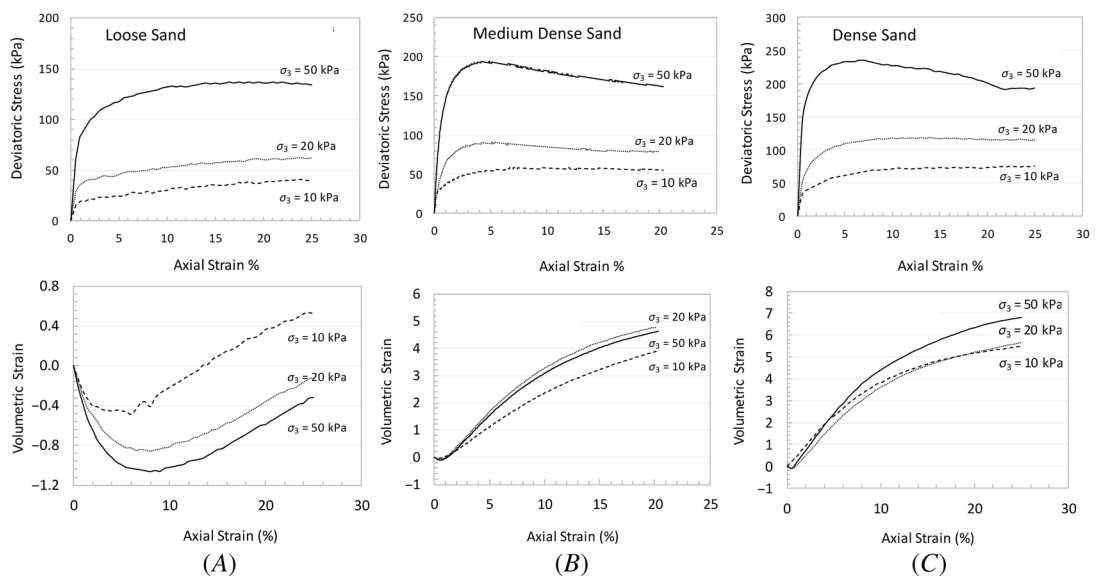 Loose Sand
Deviatoric Stress (kPa)
200
150
100
50
0
σ3 = 50 kPa
σ3 = 20 kPa
σ3 = 10 kPa
0 5 10 15 20 25 30
Axial Strain %
Medium Dense Sand
Deviatoric Stress (kPa)
250
200
150
100
50
0
σ3 = 50 kPa
σ3 = 20 kPa
σ3 = 10 kPa
0 5 10 15 20 25
Axial Strain %
Dense Sand
Deviatoric Stress (kPa)
300
250
200
150
100
50
0
σ3 = 50 kPa
σ3 = 20 kPa
σ3 = 10 kPa
0 5 10 15 20 25 30
Axial Strain %
Volumetric Strain
0.8
0.4
0.0
−0.4
−0.8
−1.2
σ3 = 10 kPa
σ3 = 20 kPa
σ3 = 50 kPa
0 10 20 30
Axial Strain (%)
(A)
Volumetric Strain
6
5
4
3
2
1
0
−1
σ3 = 20 kPa
σ3 = 50 kPa
σ3 = 10 kPa
0 5 10 15 20 25
Axial Strain (%)
(B)
Volumetric Strain
8
7
6
5
4
3
2
1
0
−1
σ3 = 50 kPa
σ3 = 20 kPa
σ3 = 10 kPa
0 10 20 30
Axial Strain (%)
(C)